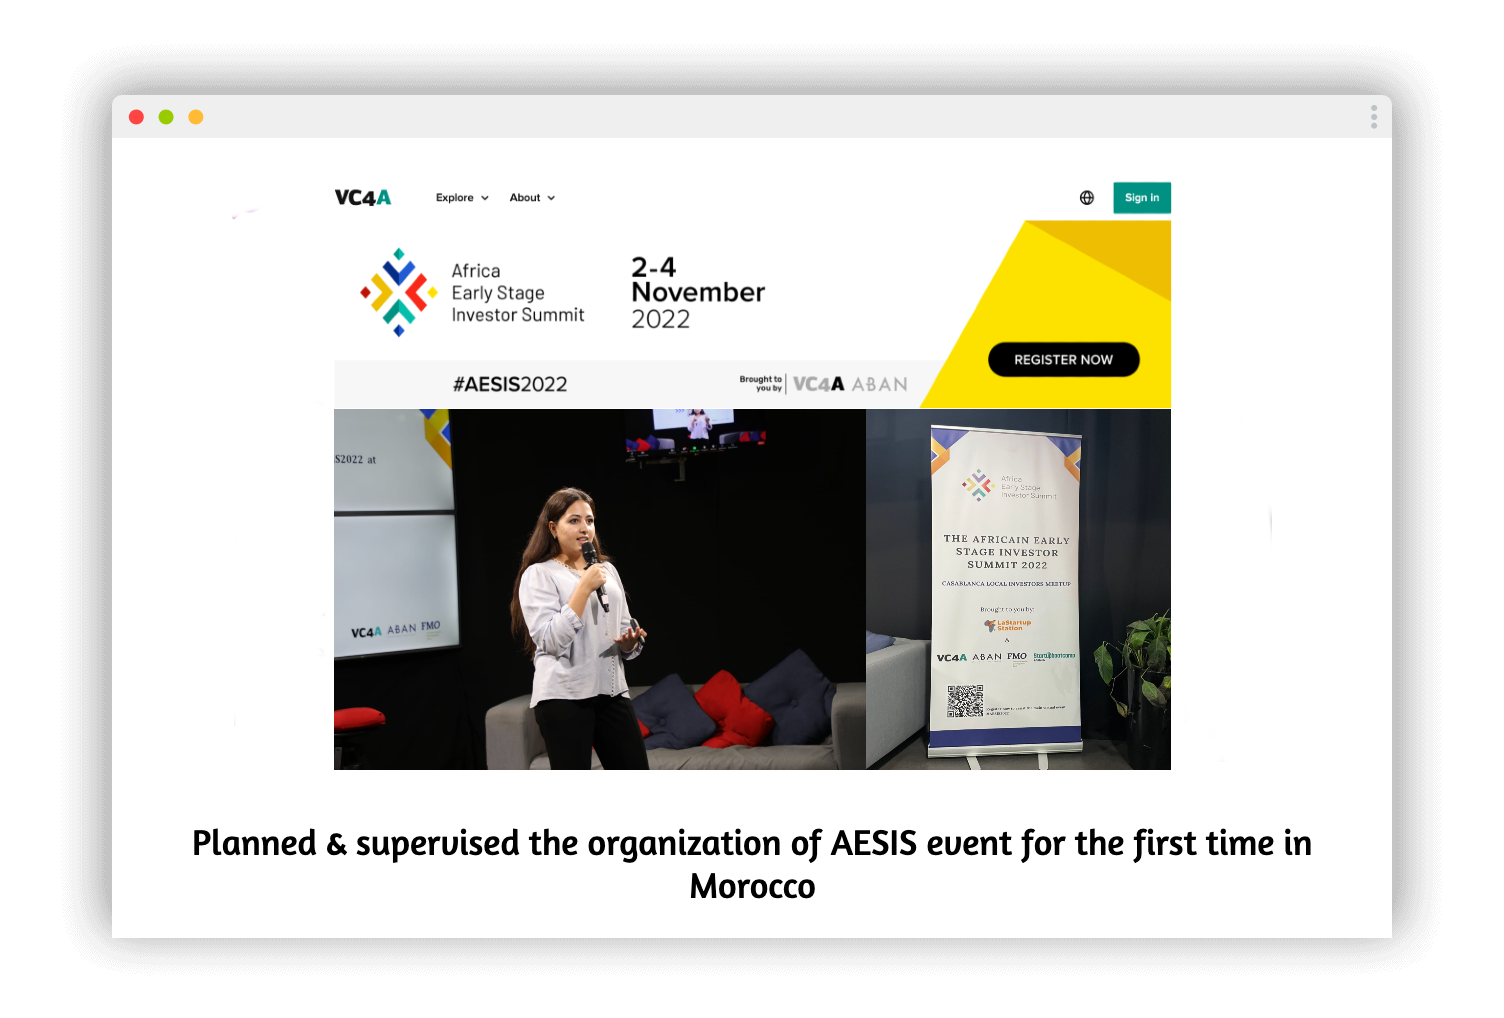 VC4A
Explore
About
Sign in
Africa
Early Stage
Investor Summit
2-4
November
2022
REGISTER NOW
#AESIS2022
Brought to
you by
VC4A ABAN
S2022 at
VC4A ABAN FMO
Africa
Early Stage
Investor Summit
THE AFRICAIN EARLY
STAGE INVESTOR
SUMMIT 2022
CASABLANCA LOCAL INVESTORS MEETUP
Brought to you by:
LaStartup
Station
&
VC4A ABAN FMO Startupbootcamp
Planned & supervised the organization of AESIS event for the first time in
Morocco